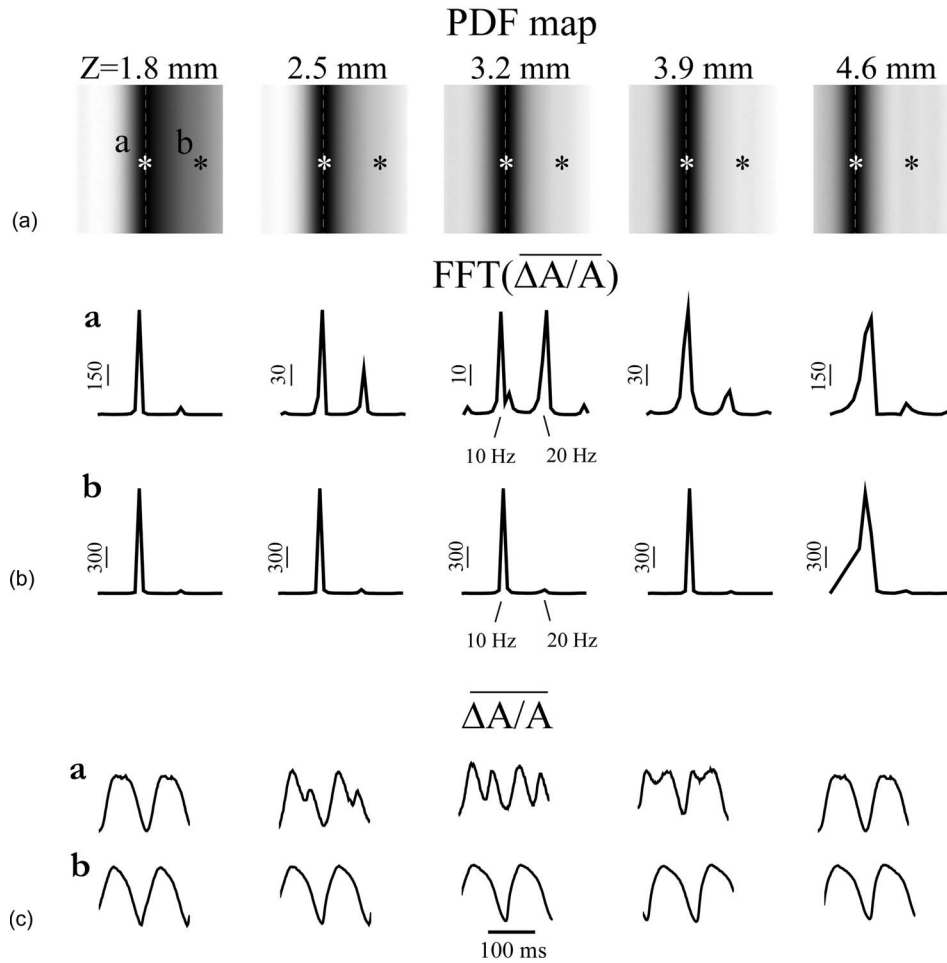 PDF map
Z=1.8 mm 2.5 mm 3.2 mm 3.9 mm 4.6 mm
a * b * * * * * * * * *
(a)
FFT(ΔA/A)
a
150 30 10 30 150
10 Hz 20 Hz
b
300 300 300 300 300
(b)
10 Hz 20 Hz
ΔA/A
a
b
(c)
100 ms